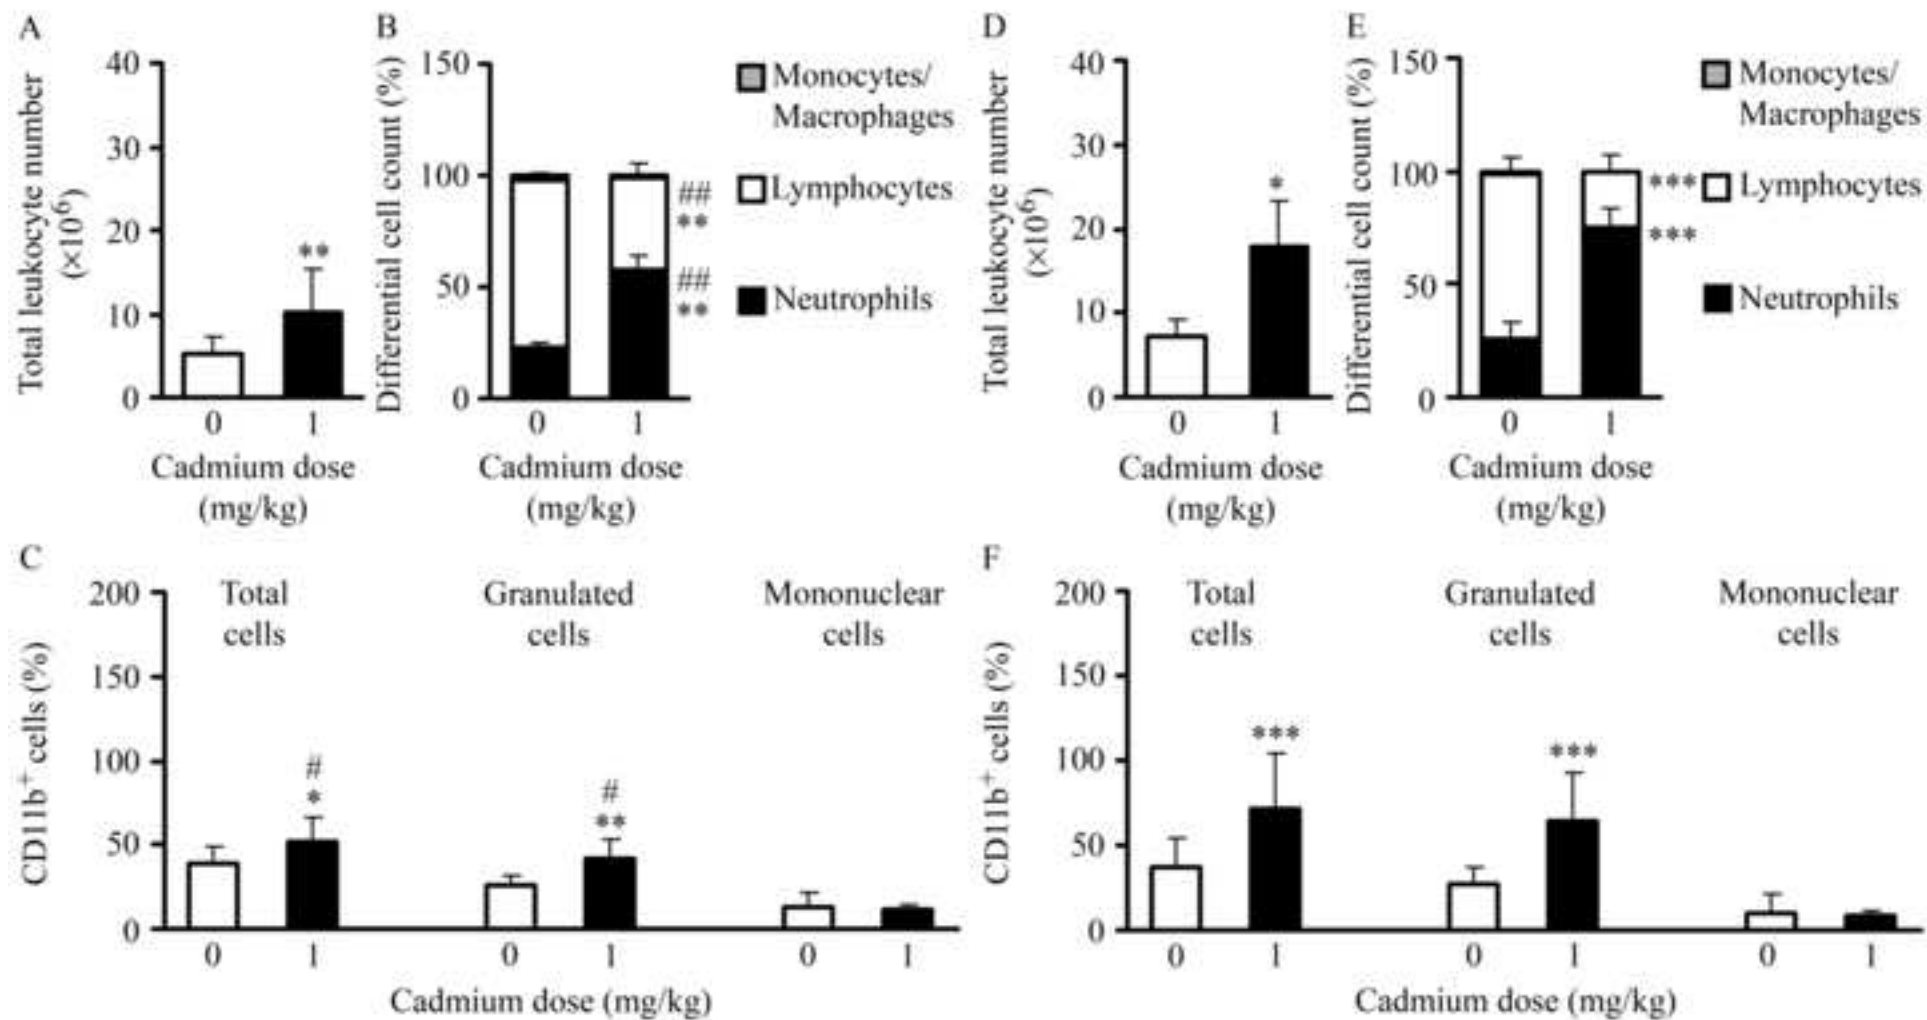 A
Total leukocyte number
(×10⁶)
40
30
20
10
0
**
0 1
Cadmium dose
(mg/kg)
B
Differential cell count (%)
150
100
50
0
##
**
##
**
0 1
Cadmium dose
(mg/kg)
Monocytes/
Macrophages
Lymphocytes
Neutrophils
D
Total leukocyte number
(×10⁶)
40
30
20
10
0
*
0 1
Cadmium dose
(mg/kg)
E
Differential cell count (%)
150
100
50
0
***
***
0 1
Cadmium dose
(mg/kg)
Monocytes/
Macrophages
Lymphocytes
Neutrophils
C
CD11b⁺ cells (%)
200
150
100
50
0
Total
cells
Granulated
cells
Mononuclear
cells
#
*
#
**
0 1 0 1 0 1
Cadmium dose (mg/kg)
F
CD11b⁺ cells (%)
200
150
100
50
0
Total
cells
Granulated
cells
Mononuclear
cells
***
***
0 1 0 1 0 1
Cadmium dose (mg/kg)